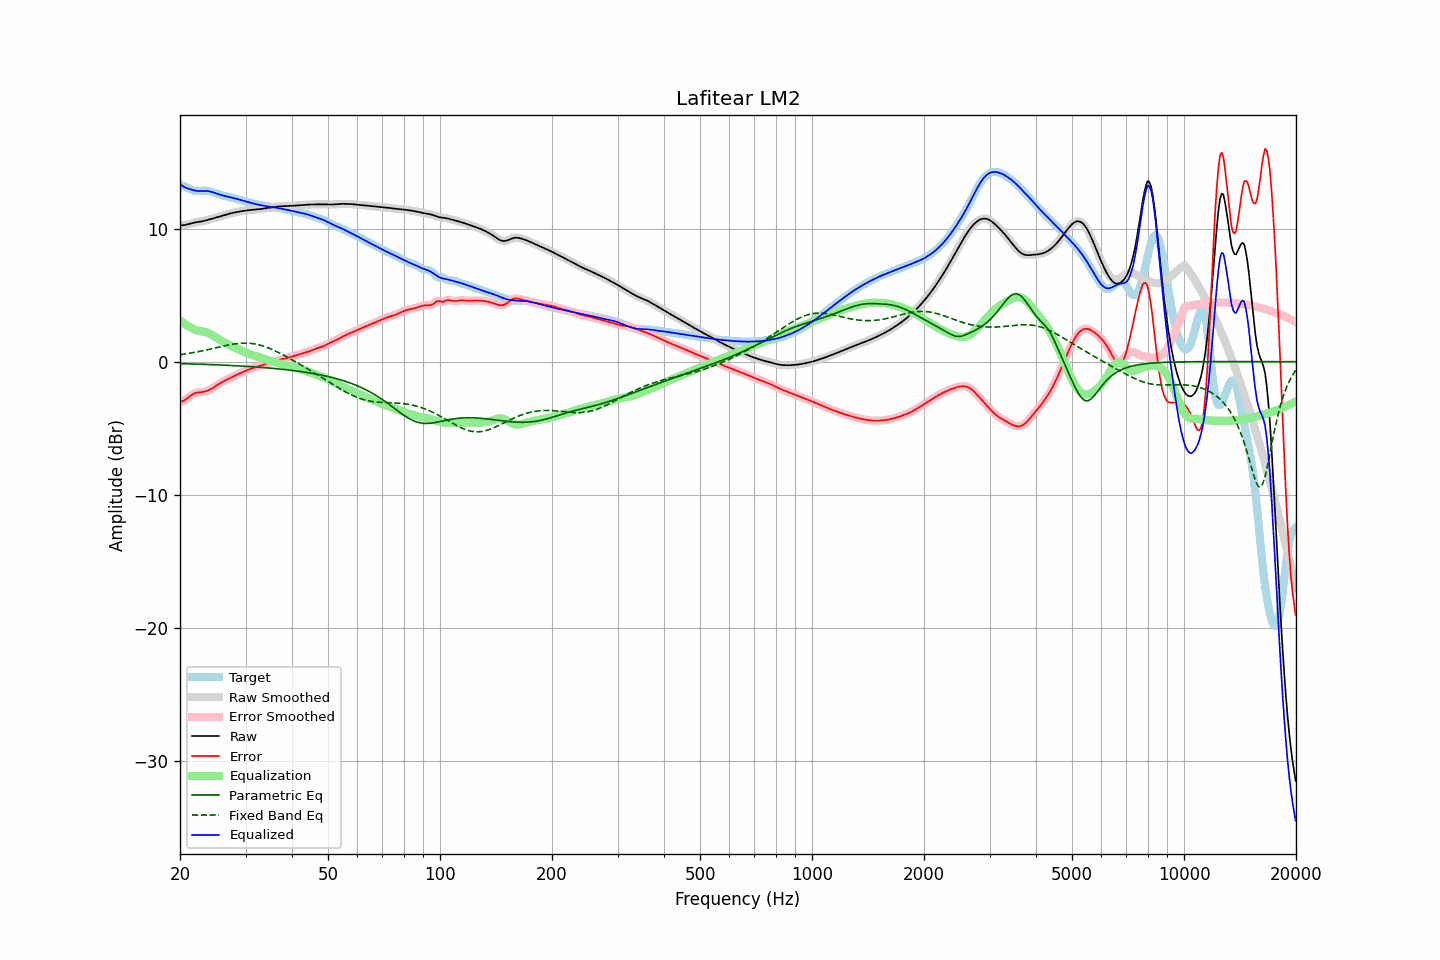 Lafitear LM2
Amplitude (dBr)
10
0
−10
−20
−30
Target
Raw Smoothed
Error Smoothed
Raw
Error
Equalization
Parametric Eq
Fixed Band Eq
Equalized
20 50 100 200 500 1000 2000 5000 10000 20000
Frequency (Hz)